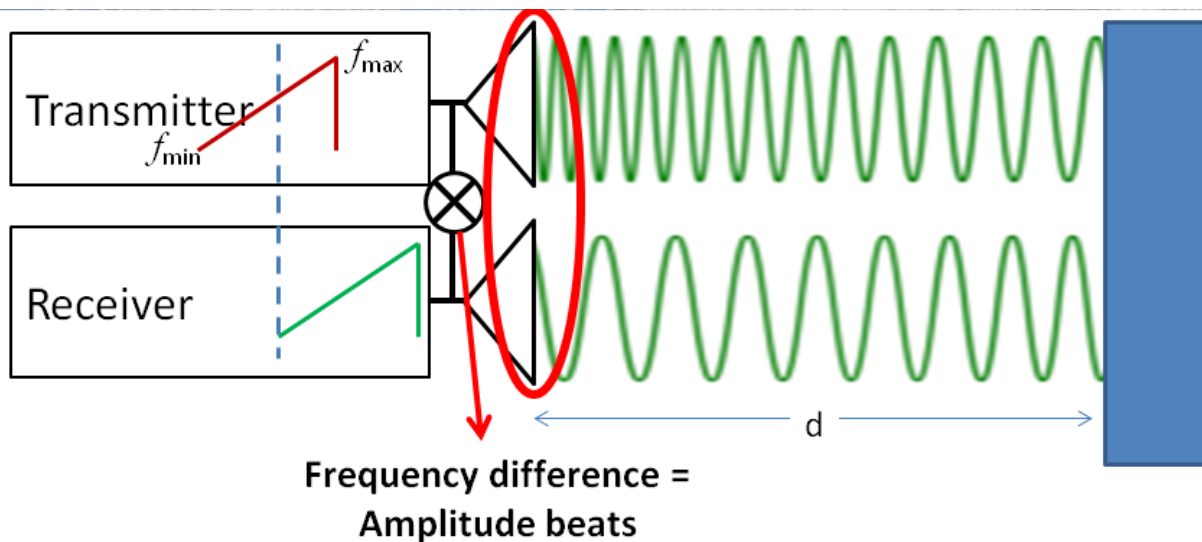 Transmitter
fmax
fmin
Receiver
d
Frequency difference =
Amplitude beats